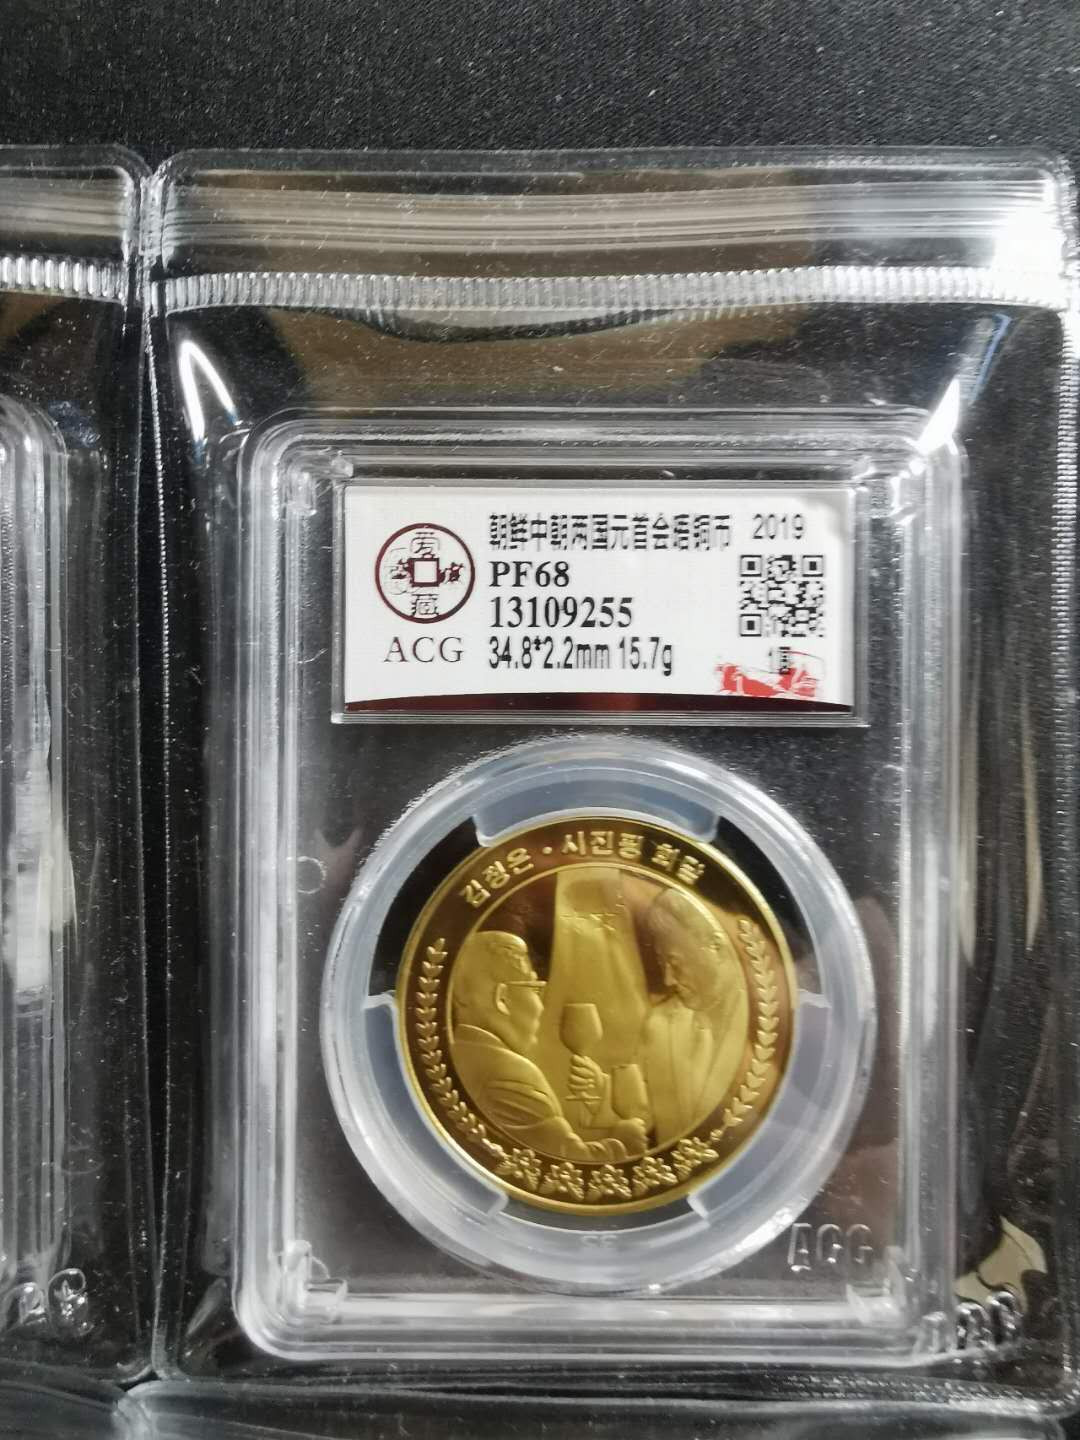 朝鲜中朝两国元首会晤铜币 2019
PF68
13109255
34.8*2.2mm 15.7g
ACG
김정은 · 시진핑 회담
ACG